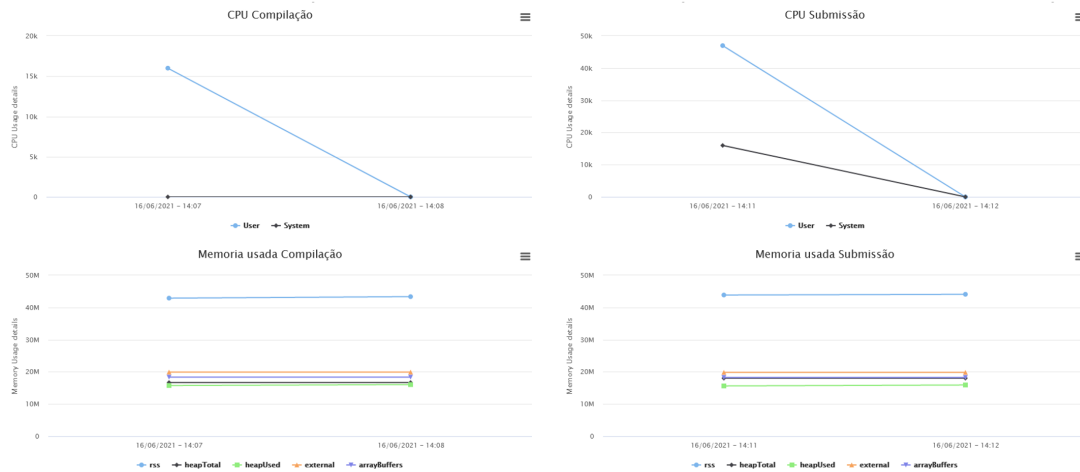 CPU Compilação
20k
15k
10k
5k
0
CPU Usage details
16/06/2021 - 14:07
16/06/2021 - 14:08
User System
CPU Submissão
50k
40k
30k
20k
10k
0
CPU Usage details
16/06/2021 - 14:11
16/06/2021 - 14:12
User System
Memoria usada Compilação
50M
40M
30M
20M
10M
0
Memory Usage details
16/06/2021 - 14:07
16/06/2021 - 14:08
rss heapTotal heapUsed external arrayBuffers
Memoria usada Submissão
50M
40M
30M
20M
10M
0
Memory Usage details
16/06/2021 - 14:11
16/06/2021 - 14:12
rss heapTotal heapUsed external arrayBuffers